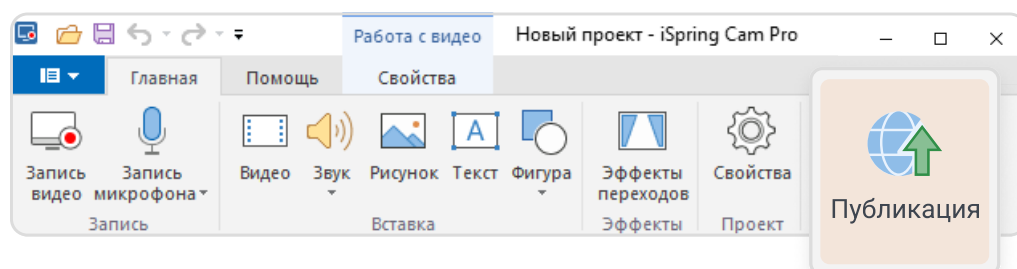 Работа с видео
Новый проект - iSpring Cam Pro
Главная
Помощь
Свойства
Запись видео
Запись микрофона
Видео
Звук
Рисунок
Текст
A
Фигура
Эффекты переходов
Свойства
Публикация
Запись
Вставка
Эффекты
Проект